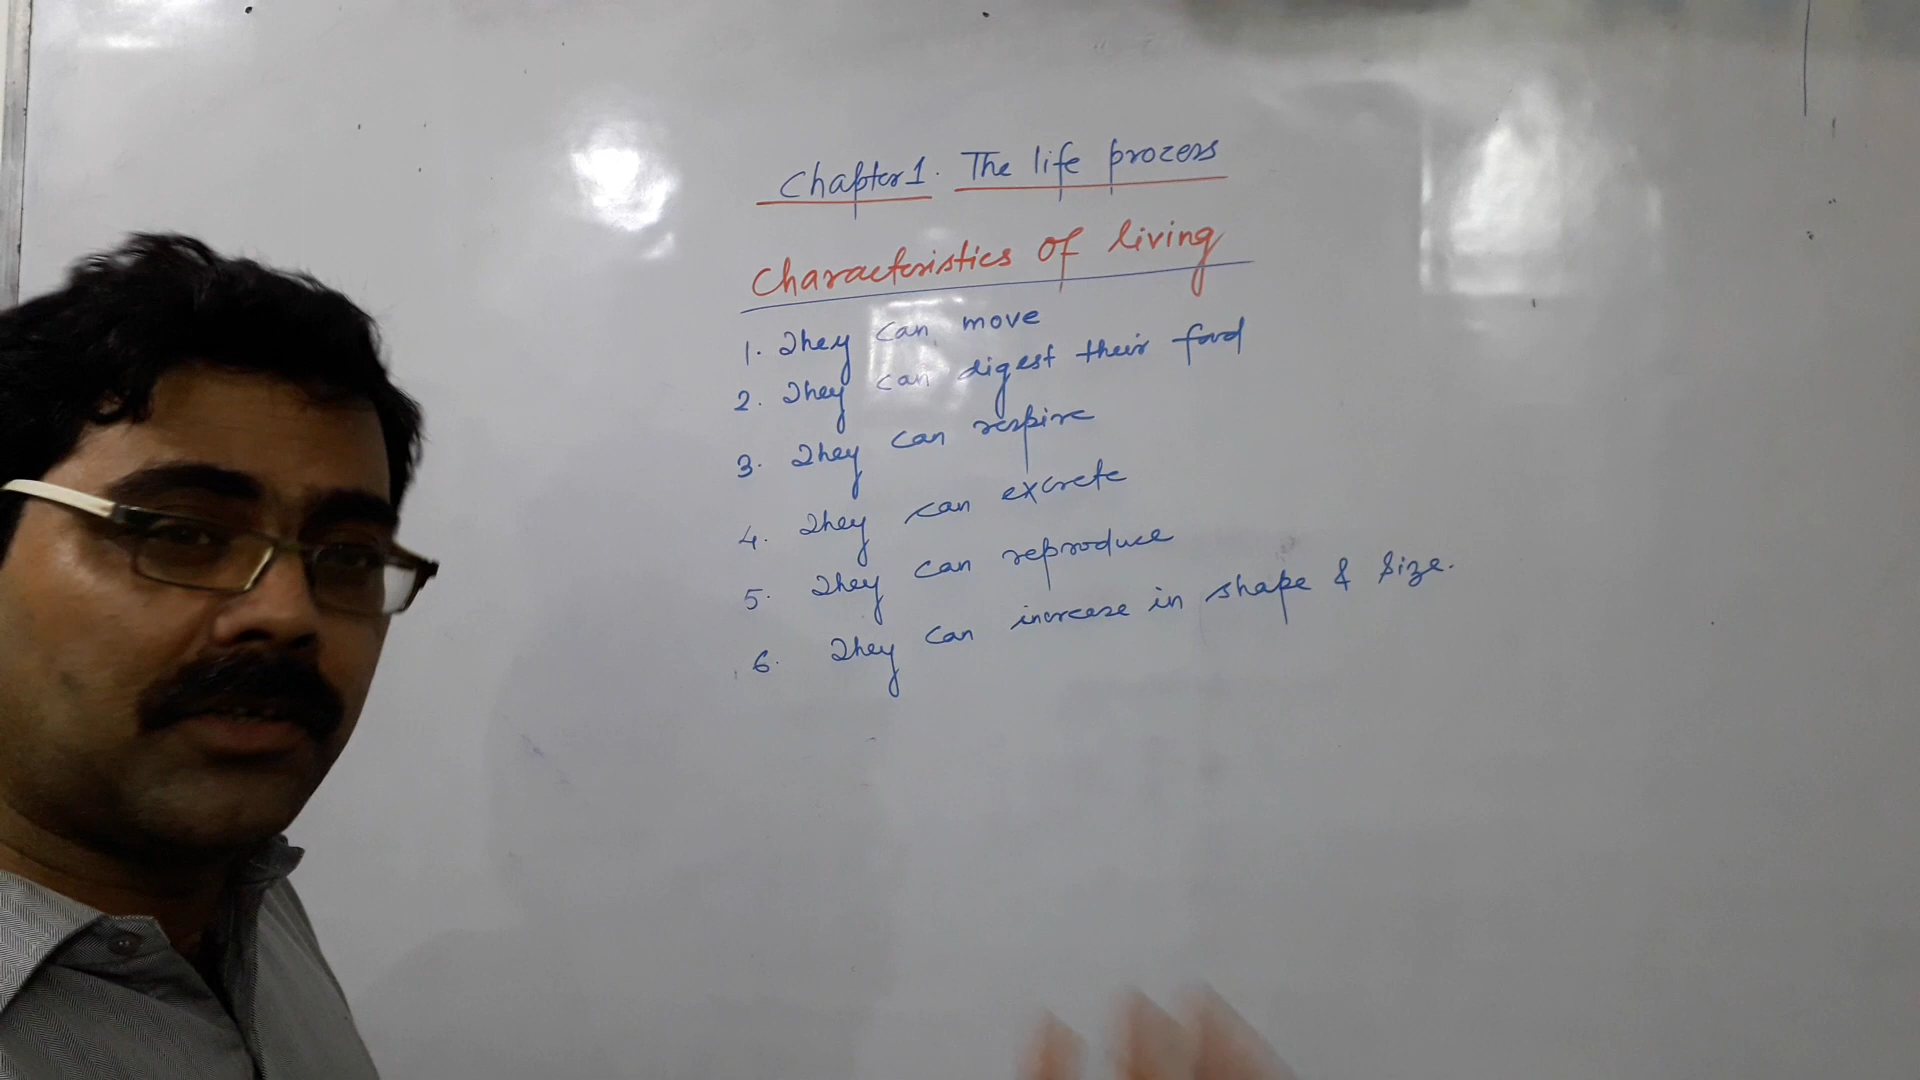 Chapter 1. The life process
Characteristics of living
1. They can move
2. They can digest their food
3. They can respire
4. They can excrete
5. They can reproduce
6. They can increase in shape & size.